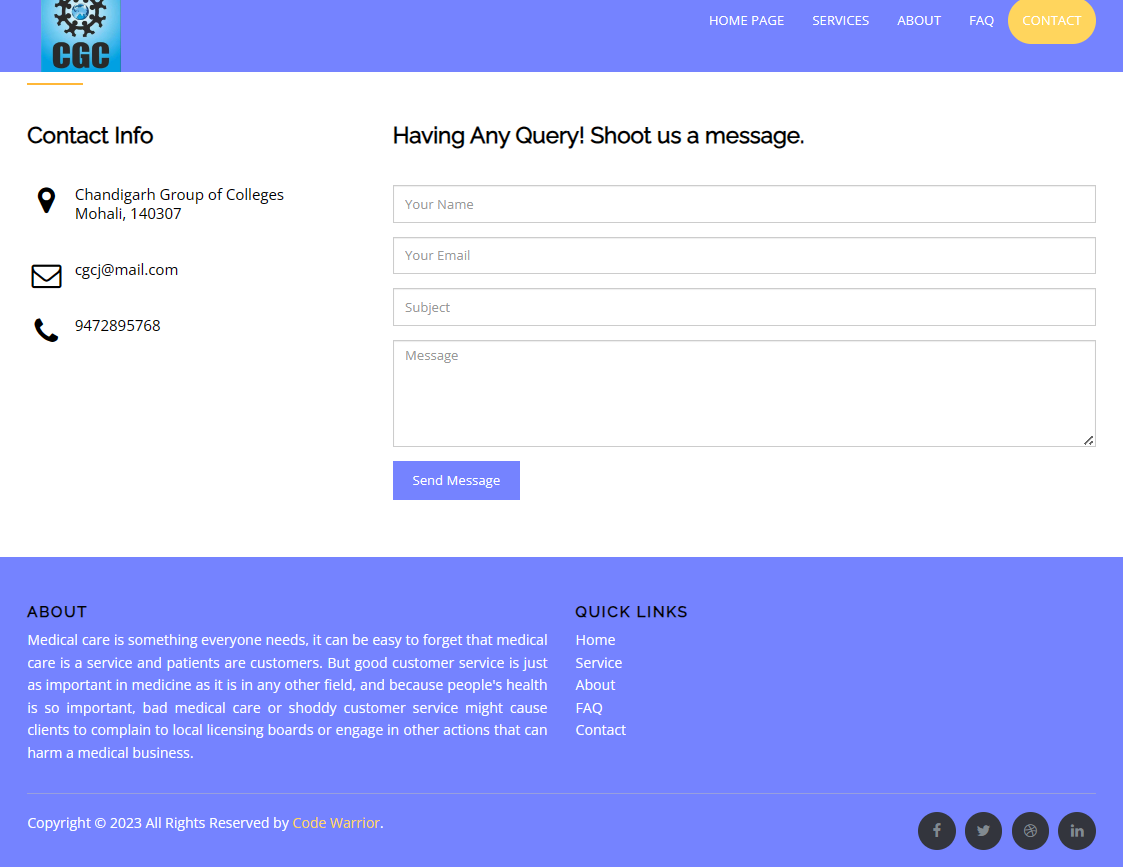 CGC
HOME PAGE
SERVICES
ABOUT
FAQ
CONTACT
Contact Info
Chandigarh Group of Colleges
Mohali, 140307
cgcj@mail.com
9472895768
Having Any Query! Shoot us a message.
Your Name
Your Email
Subject
Message
Send Message
ABOUT
Medical care is something everyone needs, it can be easy to forget that medical
care is a service and patients are customers. But good customer service is just
as important in medicine as it is in any other field, and because people's health
is so important, bad medical care or shoddy customer service might cause
clients to complain to local licensing boards or engage in other actions that can
harm a medical business.
QUICK LINKS
Home
Service
About
FAQ
Contact
Copyright © 2023 All Rights Reserved by Code Warrior.